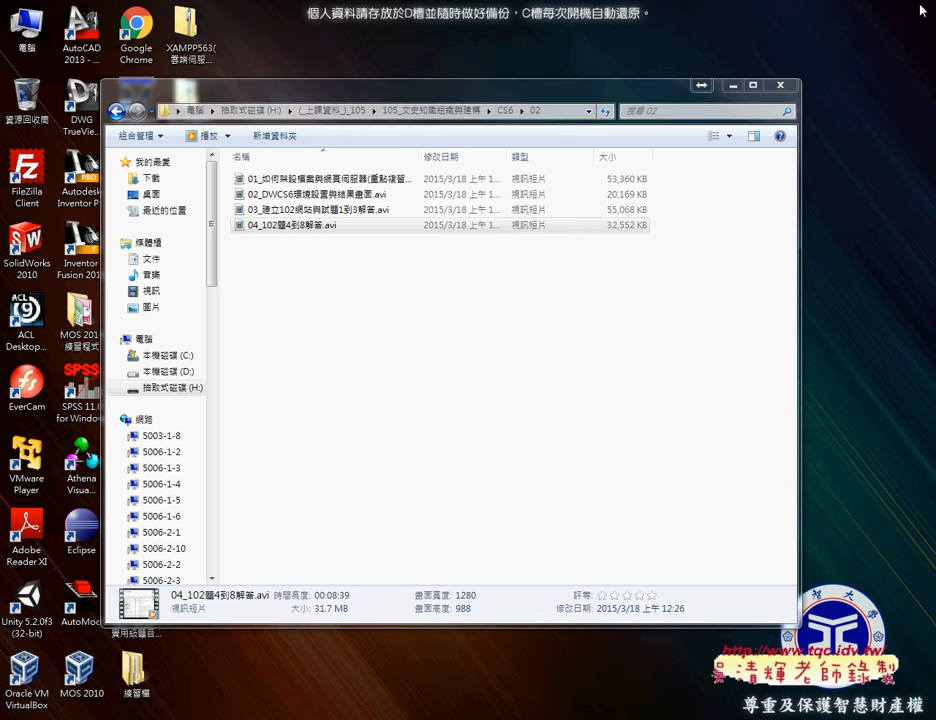 個人資料請存放於D槽並隨時做好備份，C槽每次開機自動還原。
電腦
AutoCAD 2013 - ...
Google Chrome
XAMPP563( 雲端伺服...
資源回收筒
DWG TrueVie...
FileZilla Client
Autodesk Inventor P
SolidWorks 2010
Inventor Fusion 201
ACL Desktop...
MOS 201 練習程式
EverCam
SPSS 11.0 for Window
VMware Player
Athena Visua...
Adobe Reader XI
Eclipse
Unity 5.2.0f3 (32-bit)
AutoMoc
實用級題目...
Oracle VM VirtualBox
MOS 2010
練習檔
電腦 ▸ 抽取式磁碟 (H:) ▸ (_上課資料_)_105 ▸ 105_文史知識組織與建構 ▸ CS6 ▸ 02
搜尋 02
組合管理 播放 新增資料夾
名稱 修改日期 類型 大小
01_如何架設檔案與網頁伺服器(重點複習... 2015/3/18 上午 1... 視訊短片 53,360 KB
02_DWCS6環境設置與結果畫面.avi 2015/3/18 上午 1... 視訊短片 20,169 KB
03_建立102網站與試題1到3解答.avi 2015/3/18 上午 1... 視訊短片 55,068 KB
04_102題4到8解答.avi 2015/3/18 上午 1... 視訊短片 32,552 KB
我的最愛
下載
桌面
最近的位置
媒體櫃
文件
音樂
視訊
圖片
電腦
本機磁碟 (C:)
本機磁碟 (D:)
抽取式磁碟 (H:)
網路
5003-1-8
5006-1-2
5006-1-3
5006-1-4
5006-1-5
5006-1-6
5006-2-1
5006-2-10
5006-2-2
5006-2-3
04_102題4到8解答.avi 時間長度: 00:08:39 畫面寬度: 1280 評等:
視訊短片 大小: 31.7 MB 畫面高度: 988 修改日期: 2015/3/18 上午 12:26
http://www.tqc.idv.tw/
吳清輝老師錄製
尊重及保護智慧財產權